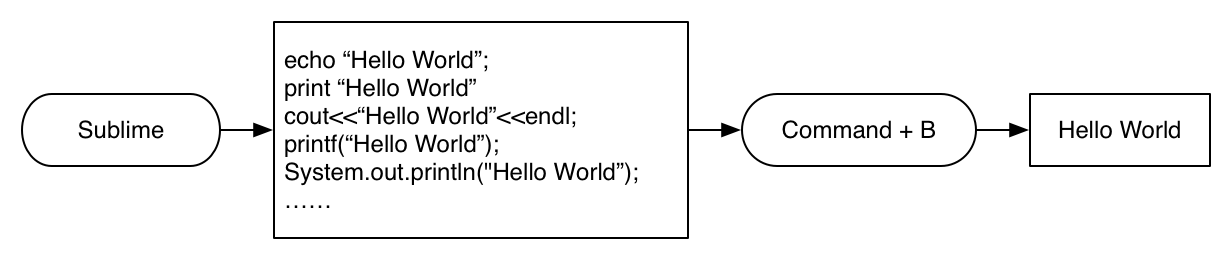 Sublime
echo “Hello World”;
print “Hello World”
cout<<“Hello World”<<endl;
printf(“Hello World”);
System.out.println("Hello World”);
……
Command + B
Hello World